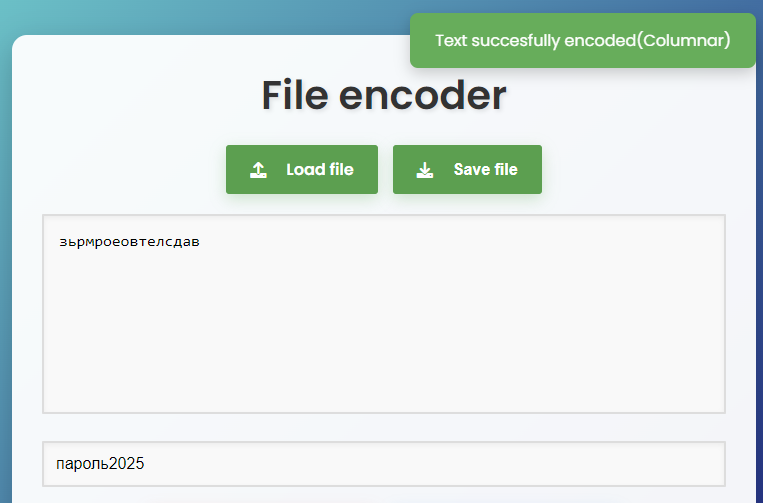 Text succesfully encoded(Columnar)
File encoder
Load file
Save file
зьрмроеовтелсдав
пароль2025